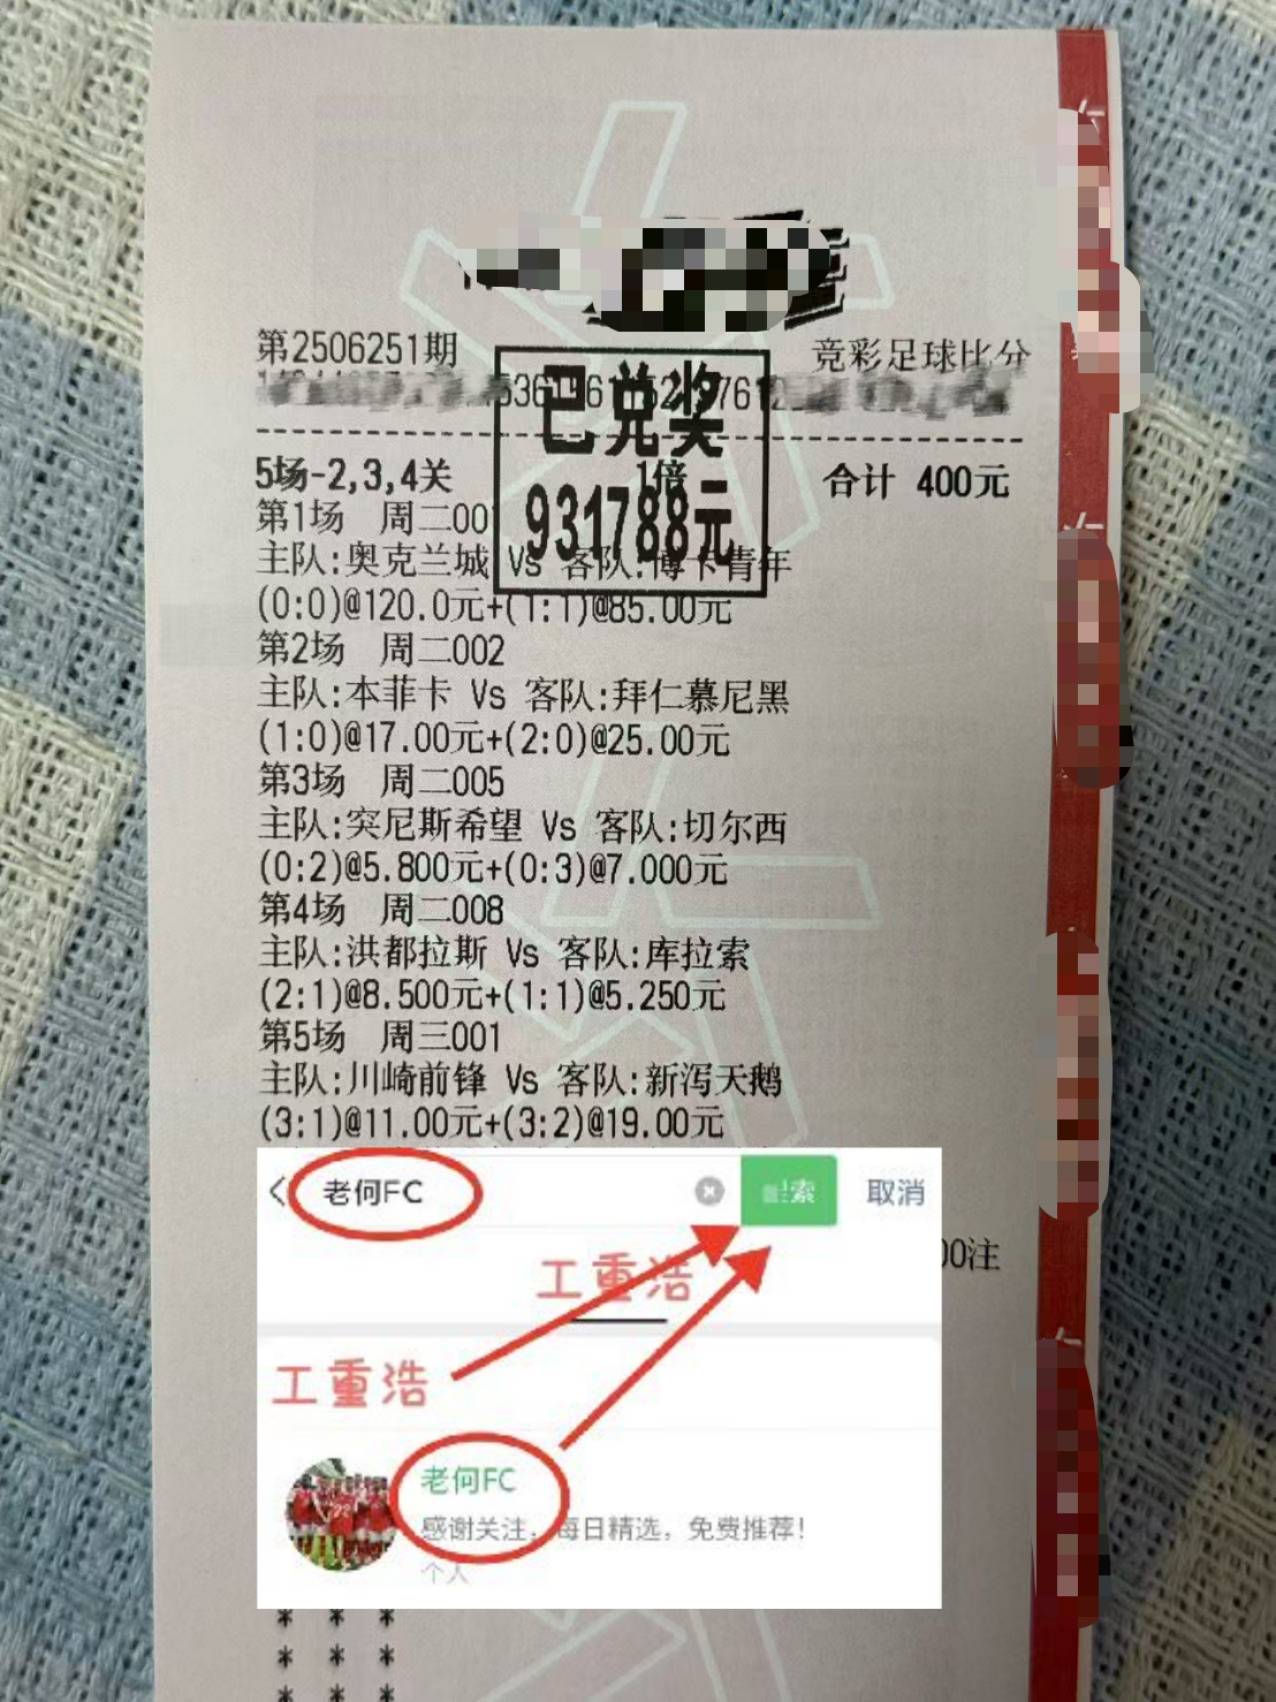 第2506251期
竞彩足球比分
已兑奖
931788元
5场-2,3,4关
1倍
合计 400元
第1场 周二00
主队:奥克兰城 Vs 客队:博卡青年
(0:0)@120.0元+(1:1)@85.00元
第2场 周二002
主队:本菲卡 Vs 客队:拜仁慕尼黑
(1:0)@17.00元+(2:0)@25.00元
第3场 周二005
主队:突尼斯希望 Vs 客队:切尔西
(0:2)@5.800元+(0:3)@7.000元
第4场 周二008
主队:洪都拉斯 Vs 客队:库拉索
(2:1)@8.500元+(1:1)@5.250元
第5场 周三001
主队:川崎前锋 Vs 客队:新泻天鹅
(3:1)@11.00元+(3:2)@19.00元
老何FC
索
取消
工重浩
00注
工重浩
老何FC
感谢关注，每日精选，免费推荐！
个人
* * *
* * *
* * *